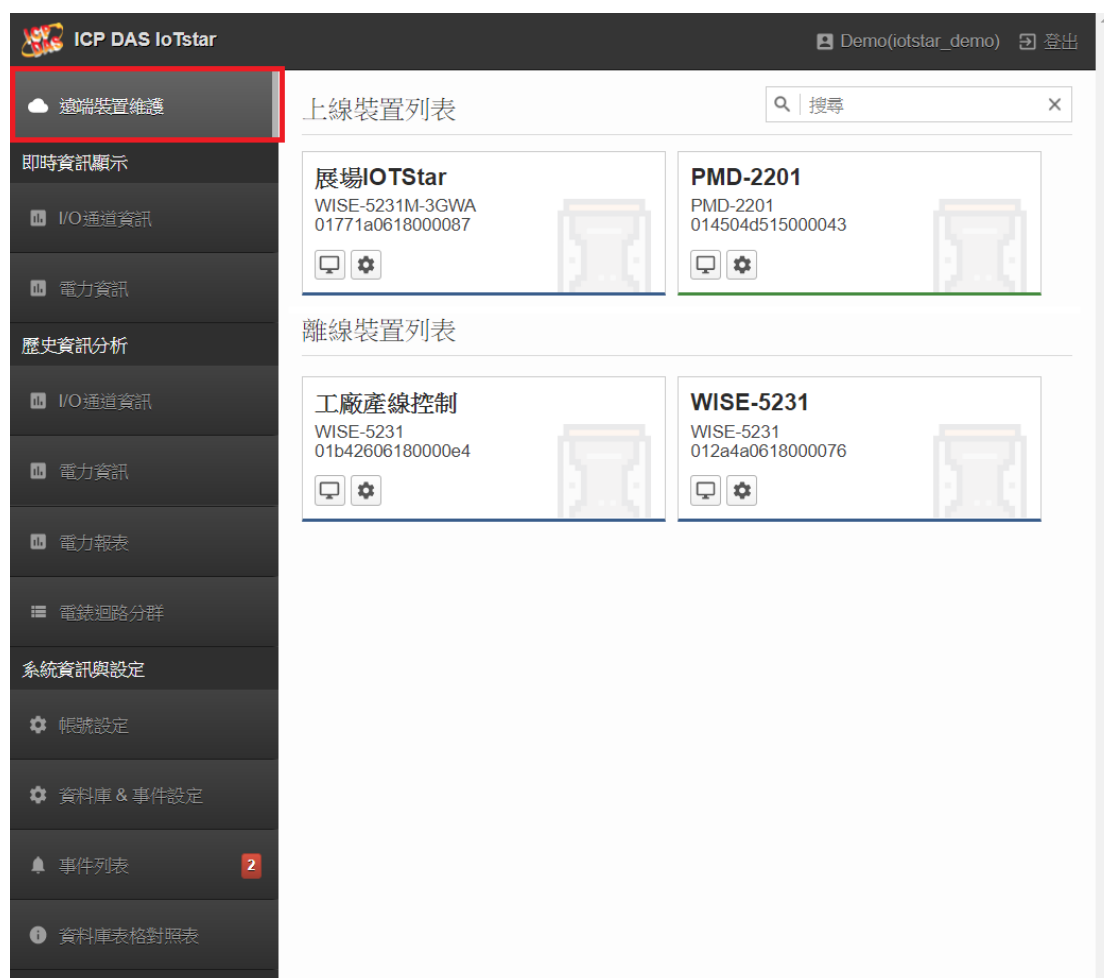 ICP DAS IoTstar
Demo(iotstar_demo) 登出
遠端裝置維護
即時資訊顯示
I/O通道資訊
電力資訊
歷史資訊分析
I/O通道資訊
電力資訊
電力報表
電錶迴路分群
系統資訊與設定
帳號設定
資料庫 & 事件設定
事件列表 2
資料庫表格對照表
上線裝置列表
搜尋
展場IOTStar
WISE-5231M-3GWA
01771a0618000087
PMD-2201
PMD-2201
014504d515000043
離線裝置列表
工廠產線控制
WISE-5231
01b42606180000e4
WISE-5231
WISE-5231
012a4a0618000076